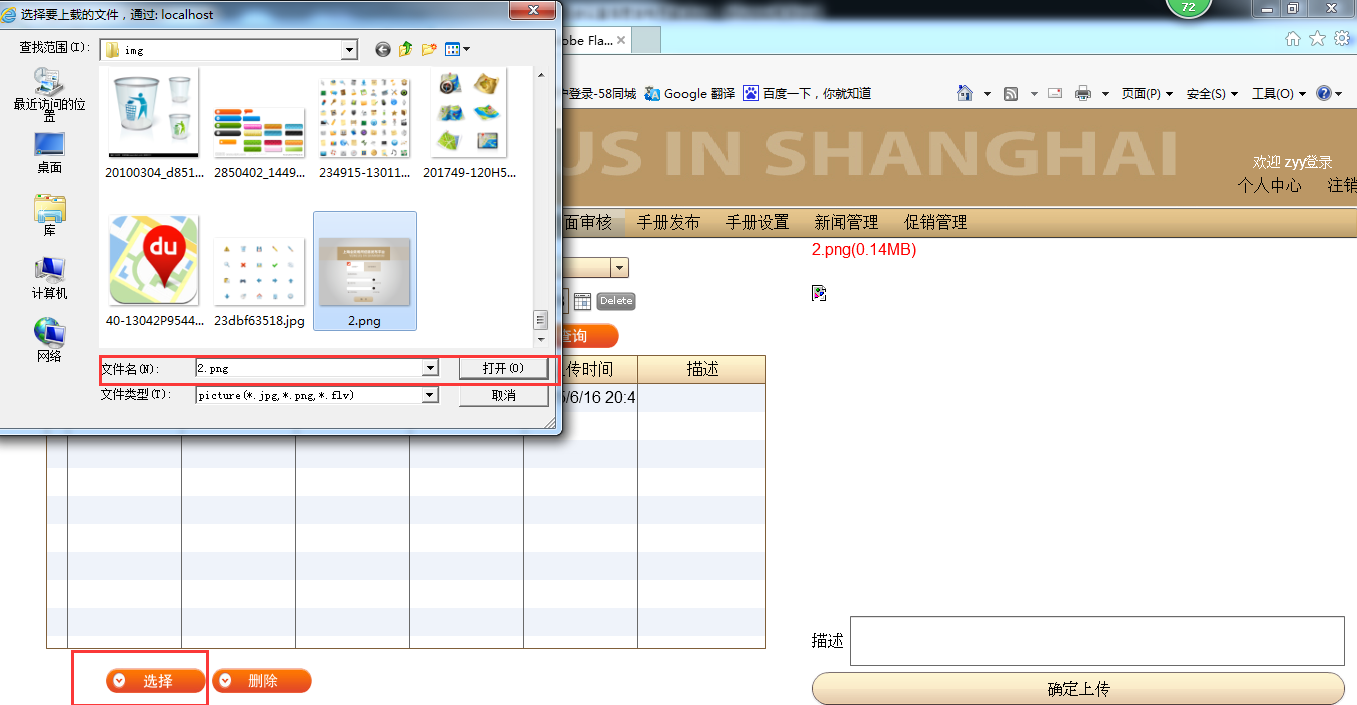 选择要上载的文件，通过: localhost
72
obe Fla...
查找范围(I):
img
最近访问的位置
桌面
库
计算机
网络
20100304_d851...
2850402_1449...
234915-13011...
201749-120H5...
40-13042P9544...
23dbf63518.jpg
2.png
文件名(N):
2.png
打开(O)
文件类型(T):
picture(*.jpg,*.png,*.flv)
取消
户登录-58同城
Google 翻译
百度一下，你就知道
页面(P)
安全(S)
工具(O)
US IN SHANGHAI
欢迎 zyy登录
个人中心
注销
面审核
手册发布
手册设置
新闻管理
促销管理
2.png(0.14MB)
Delete
查询
传时间
描述
/6/16 20:4
选择
删除
描述
确定上传